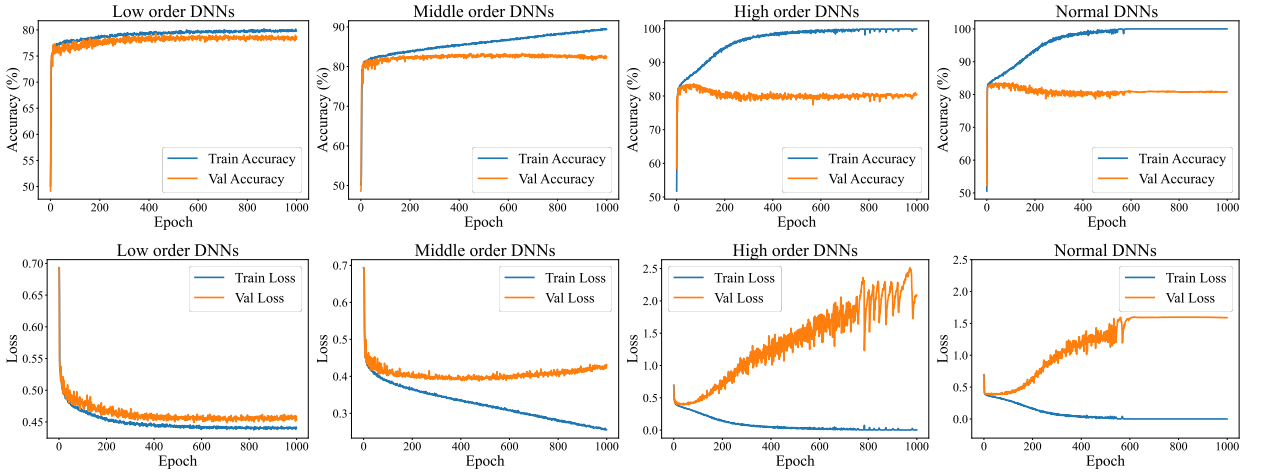 Low order DNNs
Accuracy (%)
80
75
70
65
60
55
50
Train Accuracy
Val Accuracy
0 200 400 600 800 1000
Epoch
Middle order DNNs
Accuracy (%)
90
80
70
60
50
Train Accuracy
Val Accuracy
0 200 400 600 800 1000
Epoch
High order DNNs
Accuracy (%)
100
90
80
70
60
50
Train Accuracy
Val Accuracy
0 200 400 600 800 1000
Epoch
Normal DNNs
Accuracy (%)
100
90
80
70
60
50
Train Accuracy
Val Accuracy
0 200 400 600 800 1000
Epoch
Low order DNNs
Loss
0.70
0.65
0.60
0.55
0.50
0.45
Train Loss
Val Loss
0 200 400 600 800 1000
Epoch
Middle order DNNs
Loss
0.7
0.6
0.5
0.4
0.3
Train Loss
Val Loss
0 200 400 600 800 1000
Epoch
High order DNNs
Loss
2.5
2.0
1.5
1.0
0.5
0.0
Train Loss
Val Loss
0 200 400 600 800 1000
Epoch
Normal DNNs
Loss
2.5
2.0
1.5
1.0
0.5
0.0
Train Loss
Val Loss
0 200 400 600 800 1000
Epoch